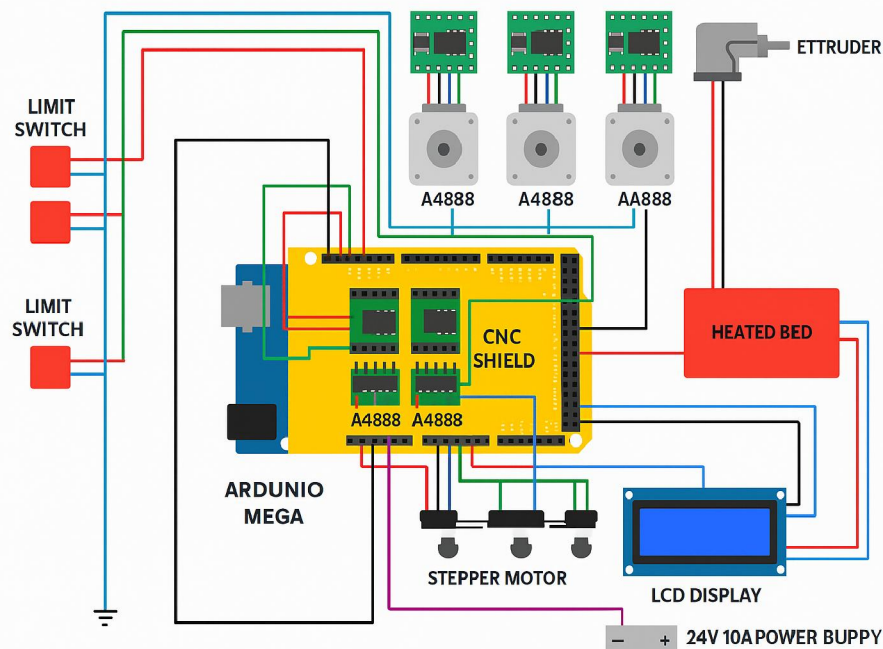 ETTRUDER
LIMIT
SWITCH
A4888
A4888
AA888
LIMIT
SWITCH
CNC
SHIELD
HEATED BED
A4888
A4888
ARDUNIO
MEGA
STEPPER MOTOR
LCD DISPLAY
− +
24V 10A POWER BUPPY